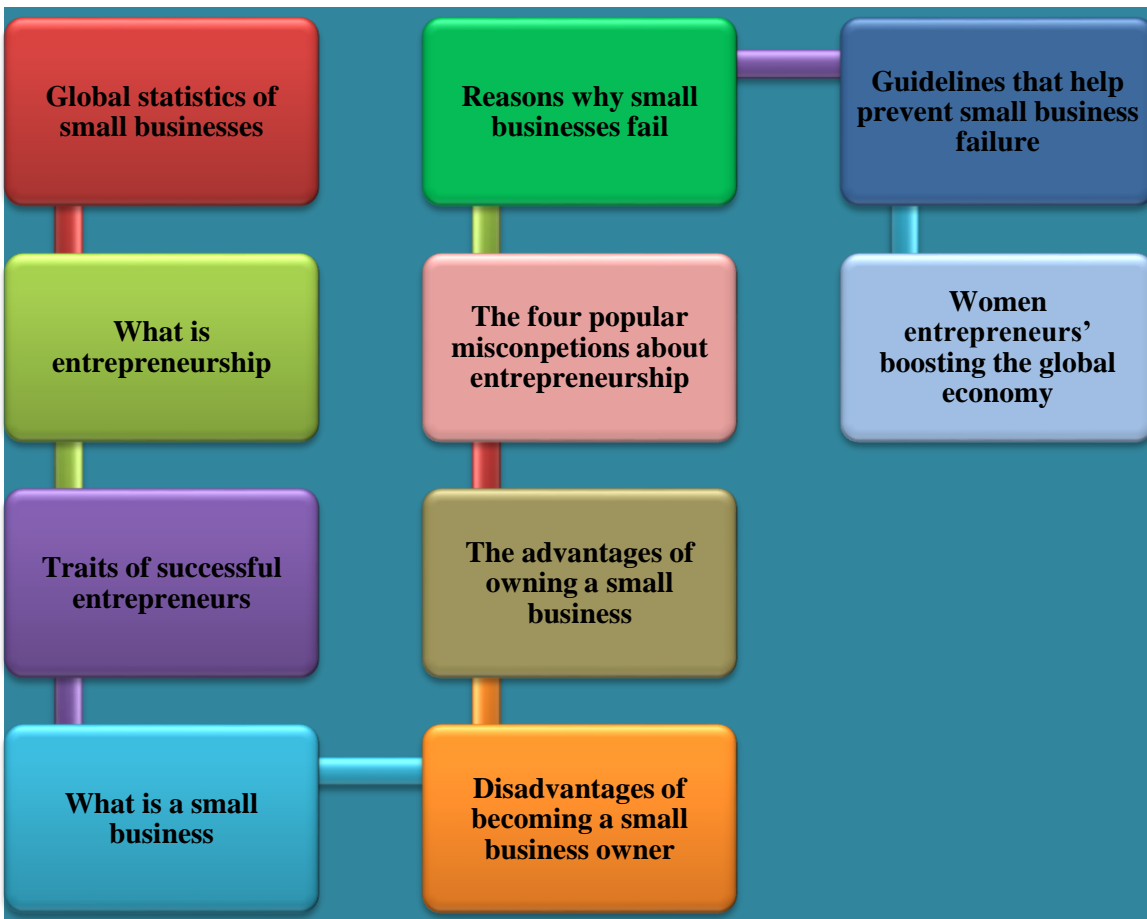 Global statistics of
small businesses
What is
entrepreneurship
Traits of successful
entrepreneurs
What is a small
business
Disadvantages of
becoming a small
business owner
The advantages of
owning a small
business
The four popular
misconpetions about
entrepreneurship
Reasons why small
businesses fail
Guidelines that help
prevent small business
failure
Women
entrepreneurs’
boosting the global
economy